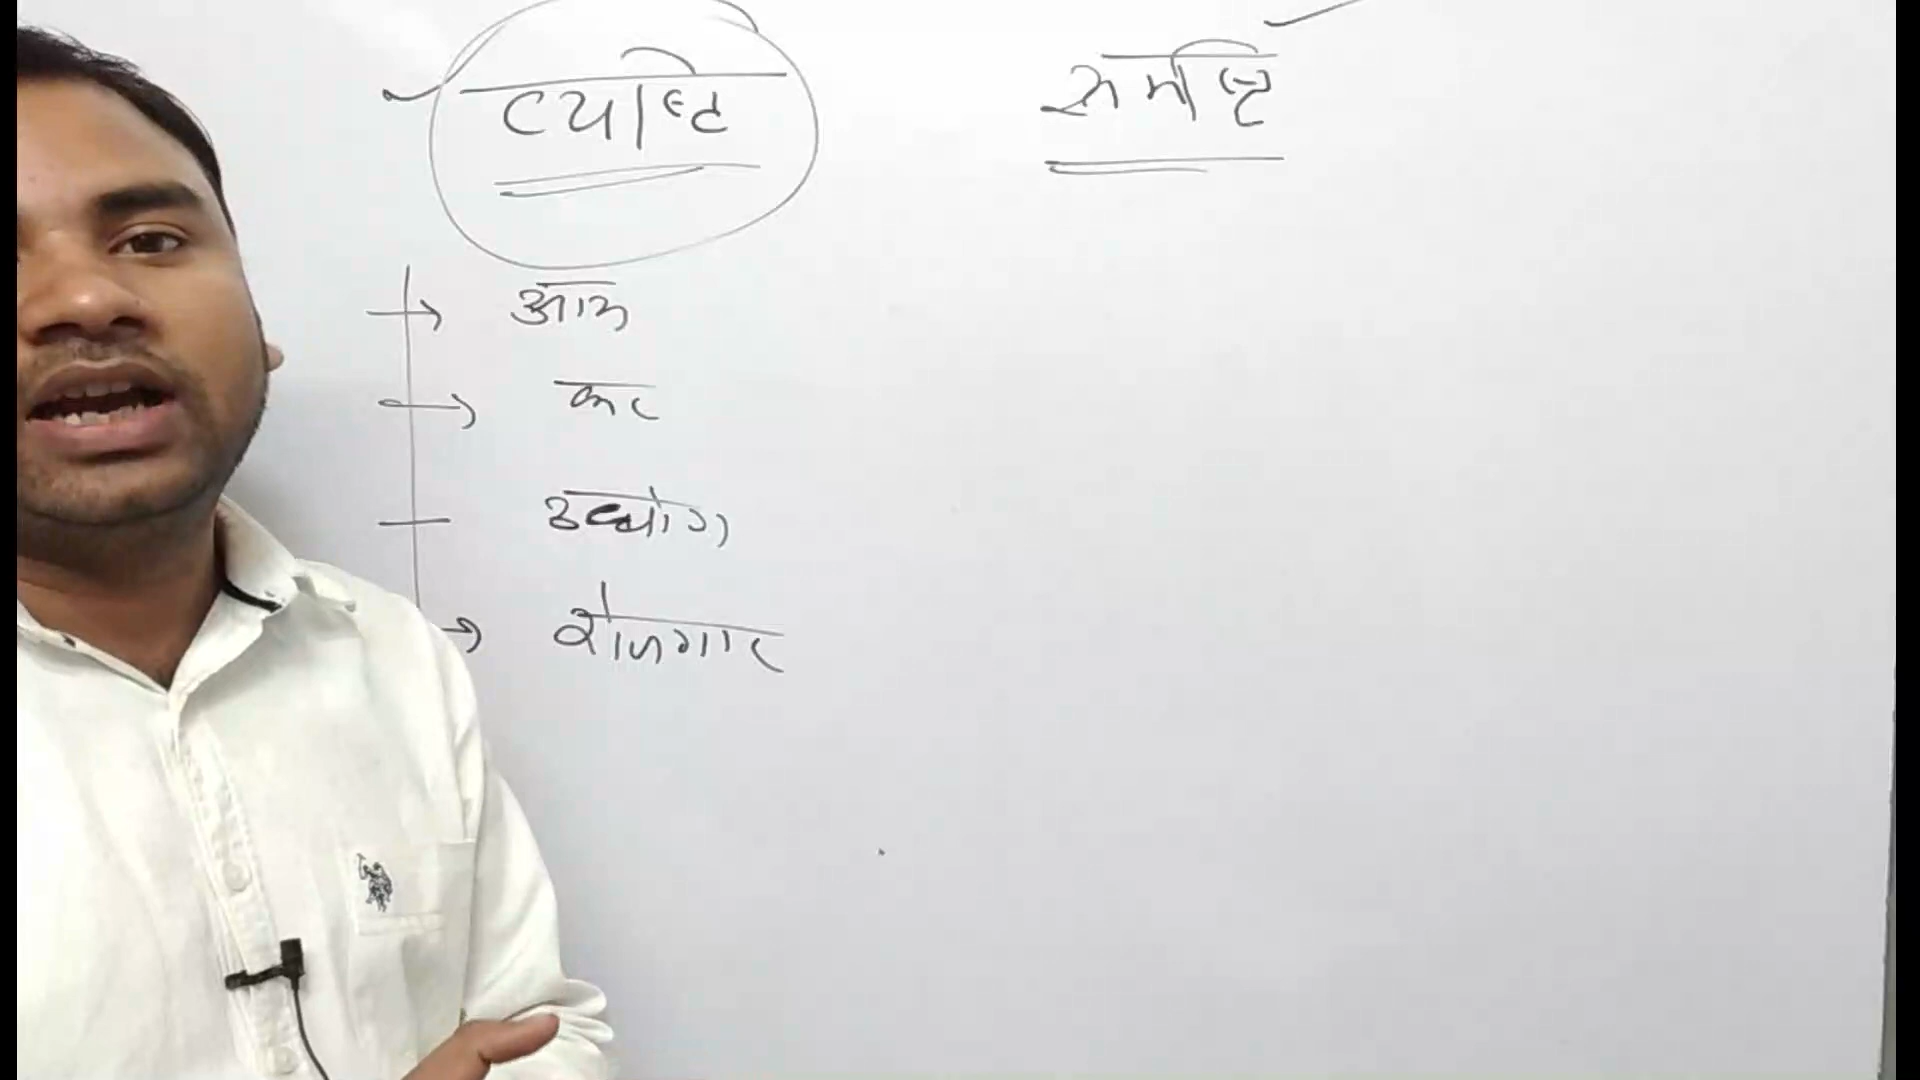 व्यष्टि समष्टि
आय
कर
उद्योग
रोजगार